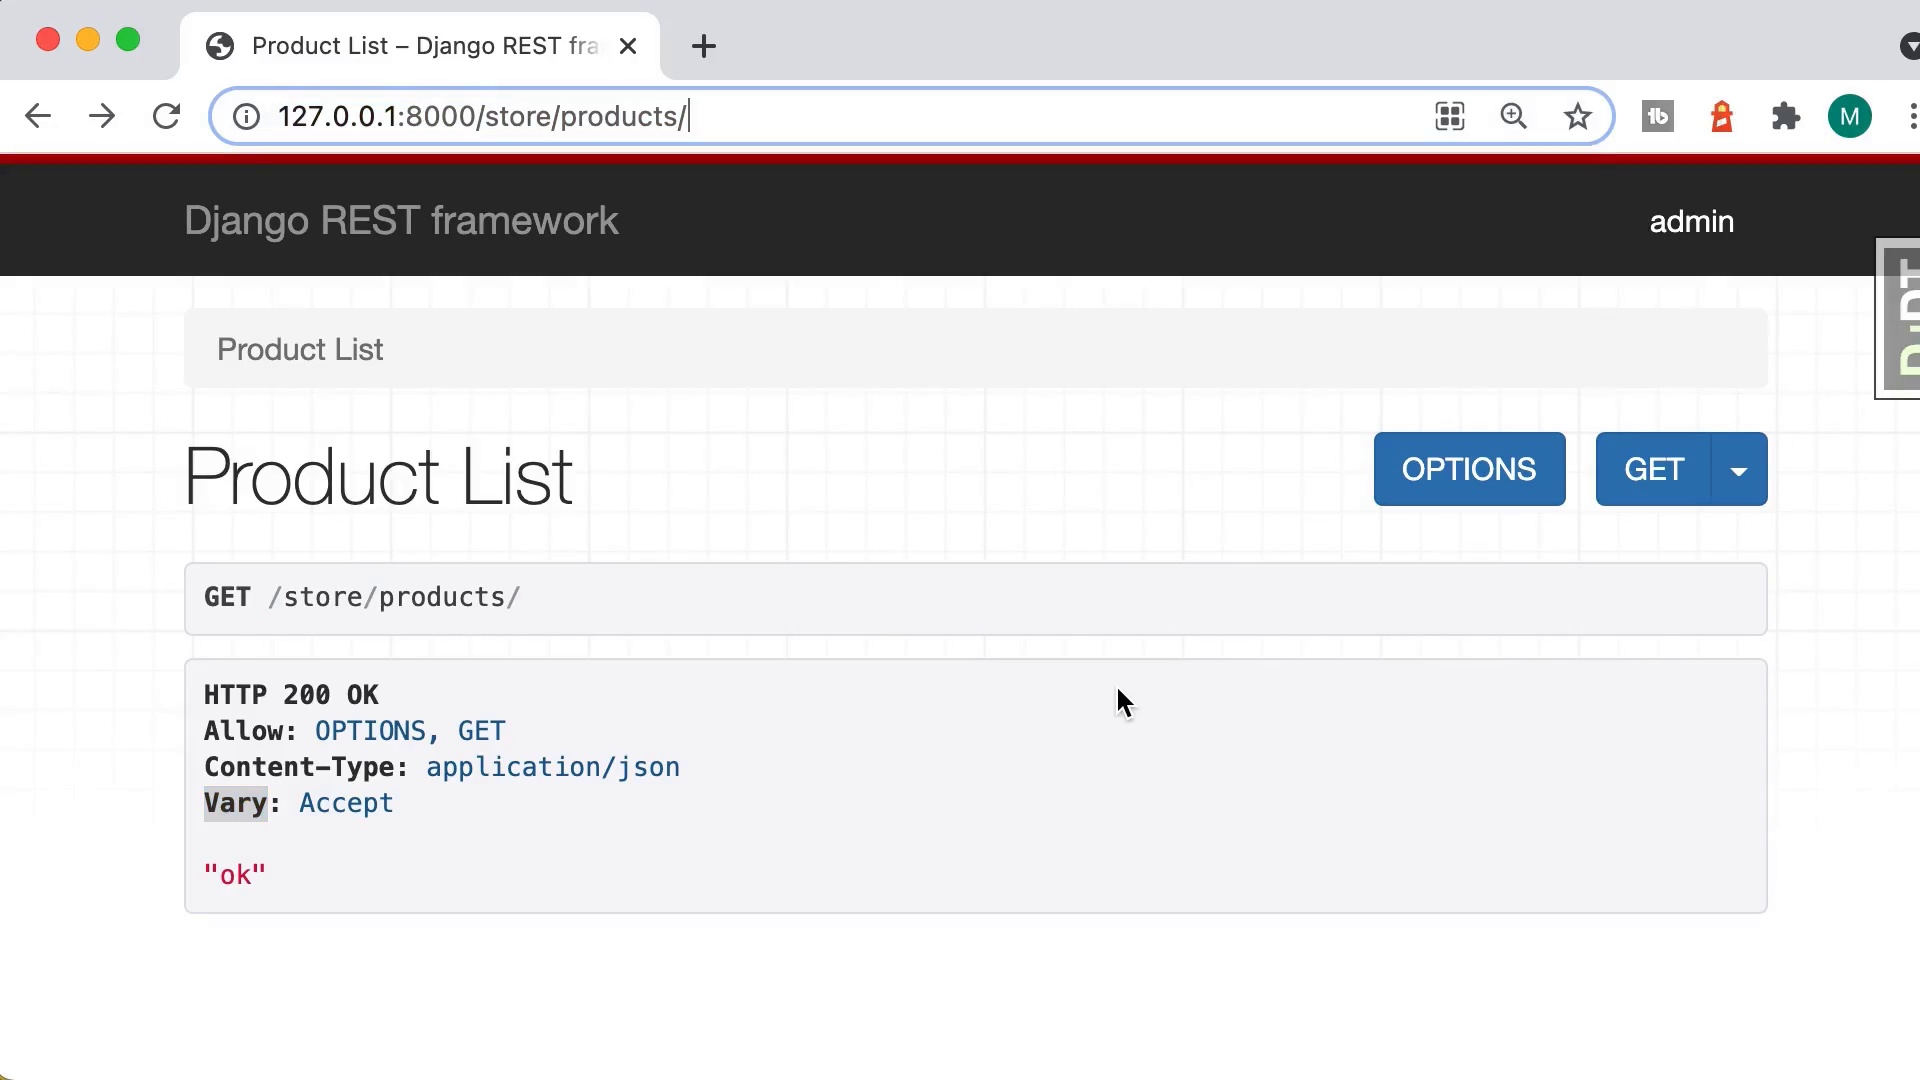 Product List – Django REST fra
127.0.0.1:8000/store/products/
M
Django REST framework
admin
DjDT
Product List
Product List
OPTIONS
GET
GET /store/products/
HTTP 200 OK
Allow: OPTIONS, GET
Content-Type: application/json
Vary: Accept
"ok"